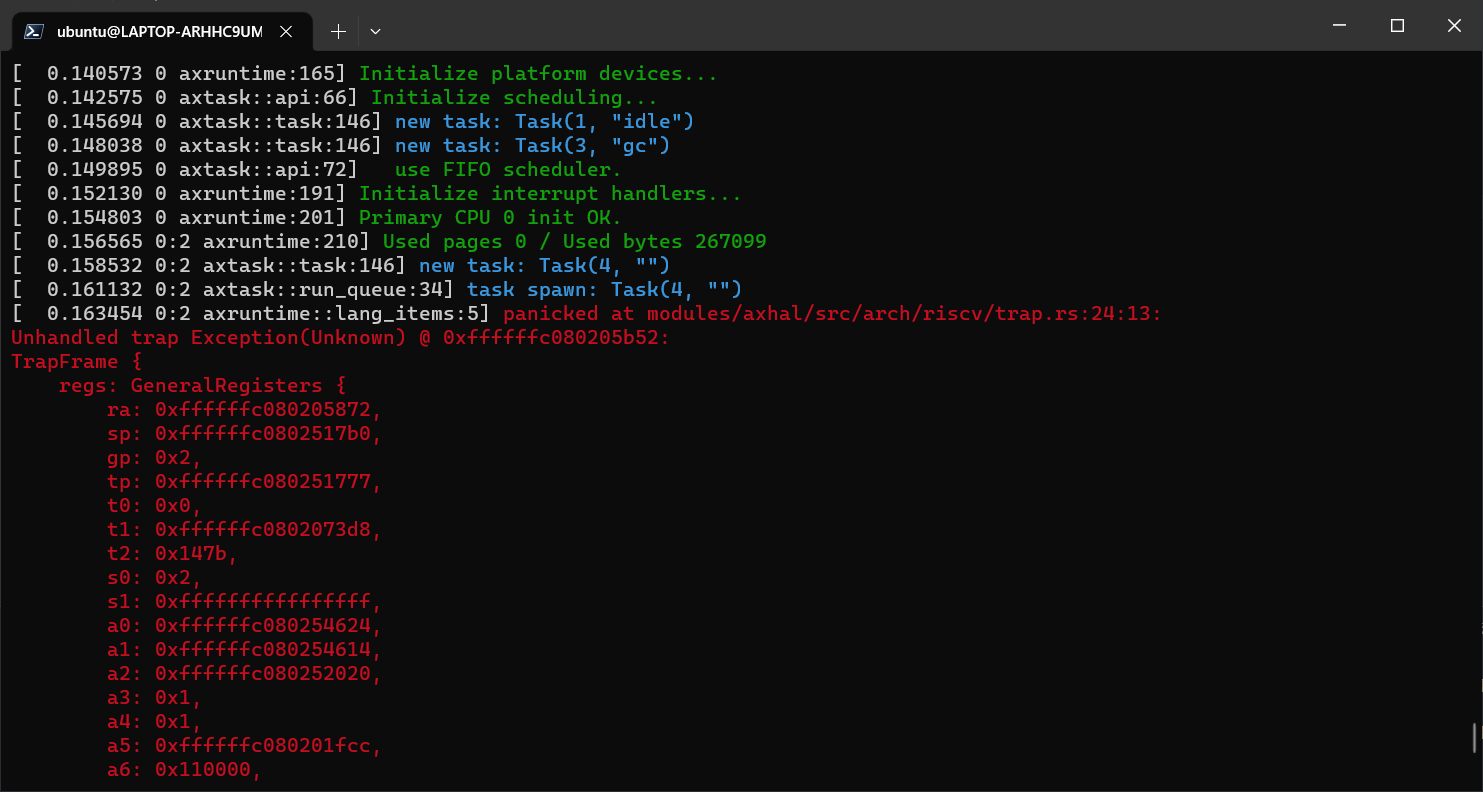 ubuntu@LAPTOP-ARHHC9UM
[  0.140573 0 axruntime:165] Initialize platform devices...
[  0.142575 0 axtask::api:66] Initialize scheduling...
[  0.145694 0 axtask::task:146] new task: Task(1, "idle")
[  0.148038 0 axtask::task:146] new task: Task(3, "gc")
[  0.149895 0 axtask::api:72]   use FIFO scheduler.
[  0.152130 0 axruntime:191] Initialize interrupt handlers...
[  0.154803 0 axruntime:201] Primary CPU 0 init OK.
[  0.156565 0:2 axruntime:210] Used pages 0 / Used bytes 267099
[  0.158532 0:2 axtask::task:146] new task: Task(4, "")
[  0.161132 0:2 axtask::run_queue:34] task spawn: Task(4, "")
[  0.163454 0:2 axruntime::lang_items:5] panicked at modules/axhal/src/arch/riscv/trap.rs:24:13:
Unhandled trap Exception(Unknown) @ 0xffffffc080205b52:
TrapFrame {
    regs: GeneralRegisters {
        ra: 0xffffffc080205872,
        sp: 0xffffffc0802517b0,
        gp: 0x2,
        tp: 0xffffffc080251777,
        t0: 0x0,
        t1: 0xffffffc0802073d8,
        t2: 0x147b,
        s0: 0x2,
        s1: 0xffffffffffffffff,
        a0: 0xffffffc080254624,
        a1: 0xffffffc080254614,
        a2: 0xffffffc080252020,
        a3: 0x1,
        a4: 0x1,
        a5: 0xffffffc080201fcc,
        a6: 0x110000,